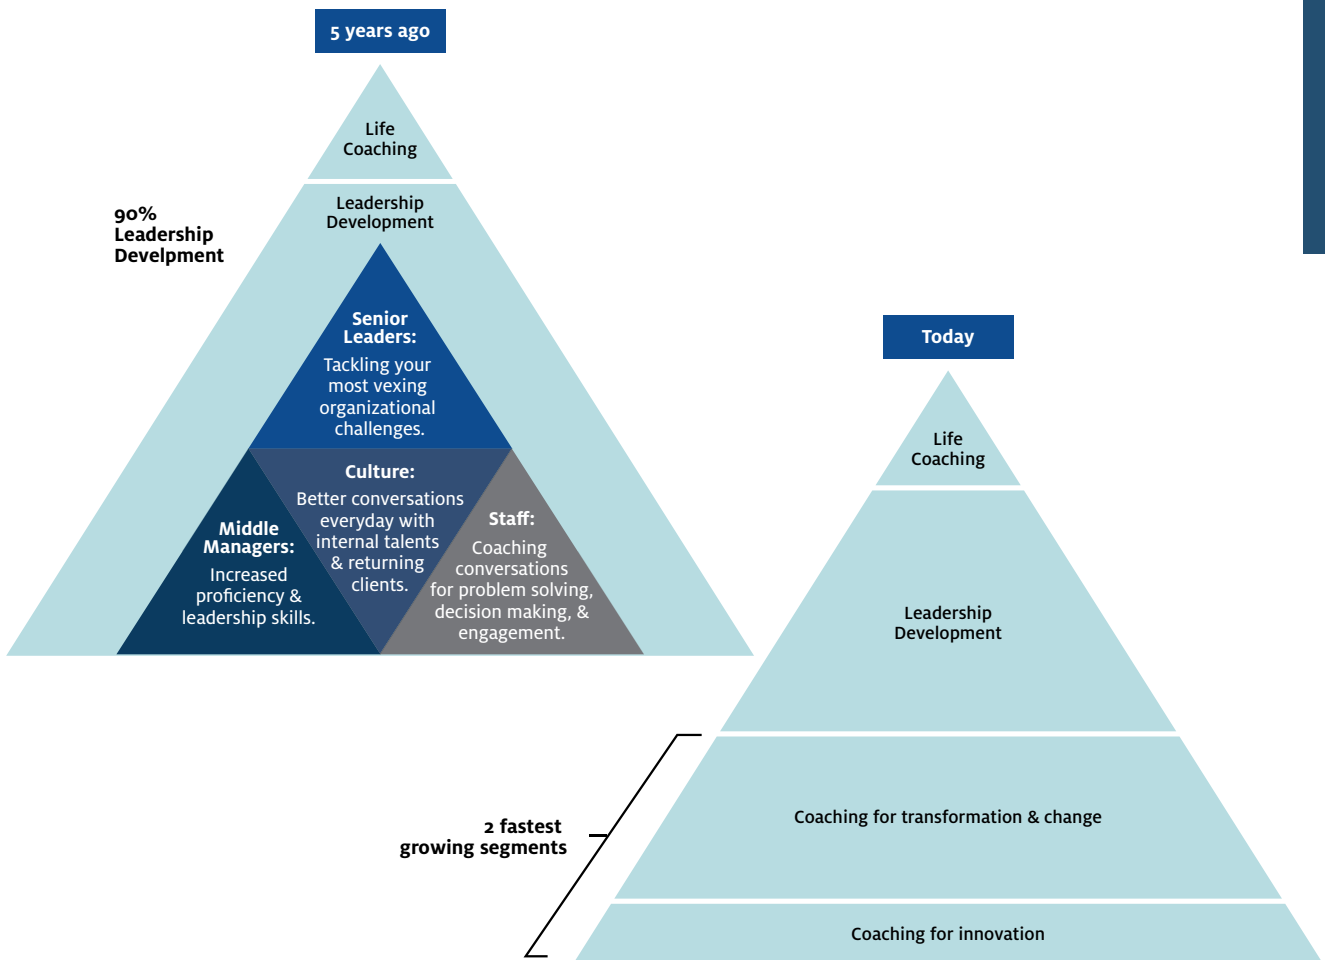 5 years ago
Life
Coaching
90%
Leadership
Develpment
Leadership
Development
Senior
Leaders:
Tackling your
most vexing
organizational
challenges.
Culture:
Better conversations
everyday with
internal talents
& returning
clients.
Middle
Managers:
Increased
proficiency &
leadership skills.
Staff:
Coaching
conversations
for problem solving,
decision making, &
engagement.
Today
Life
Coaching
Leadership
Development
2 fastest
growing segments
Coaching for transformation & change
Coaching for innovation